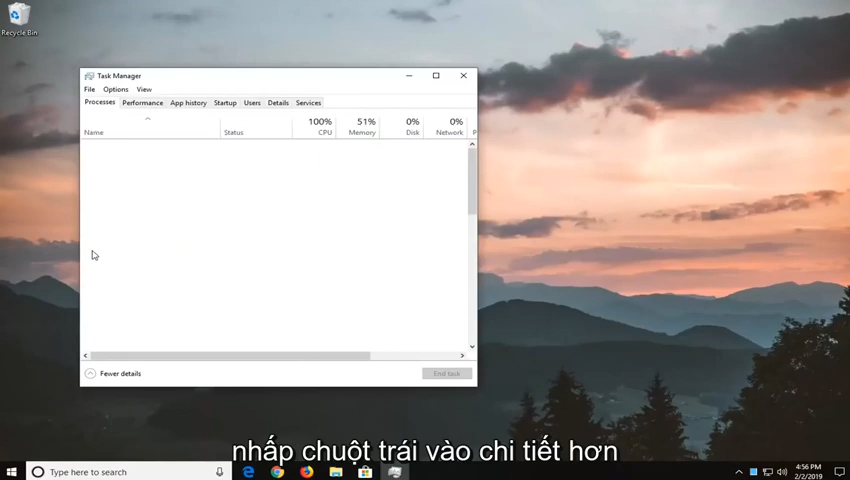 Recycle Bin
Task Manager
File Options View
Processes Performance App history Startup Users Details Services
100% 51% 0% 0%
Name Status CPU Memory Disk Network P
Fewer details End task
nhấp chuột trái vào chi tiết hơn
Type here to search
4:56 PM
2/2/2019